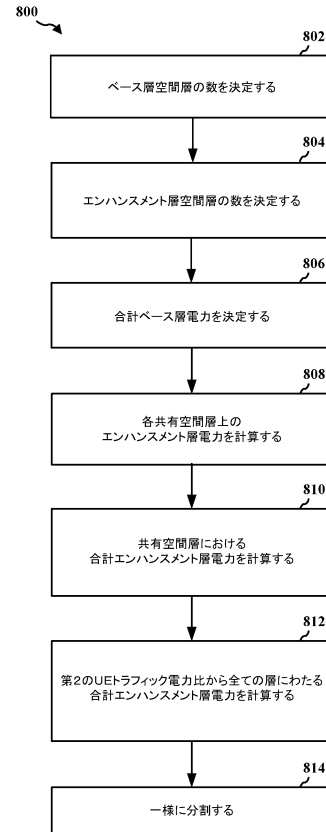 800
802
ベース層空間層の数を決定する
804
エンハンスメント層空間層の数を決定する
806
合計ベース層電力を決定する
808
各共有空間層上の
エンハンスメント層電力を計算する
810
共有空間層における
合計エンハンスメント層電力を計算する
812
第2のUEトラフィック電力比から全ての層にわたる
合計エンハンスメント層電力を計算する
814
一様に分割する